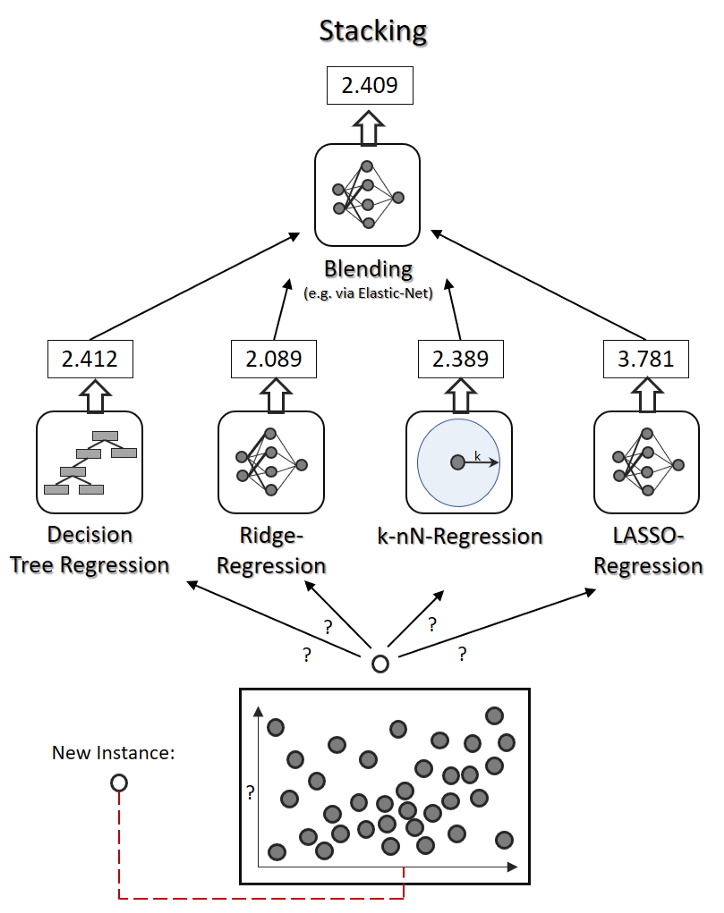 Stacking
2.409
Blending
(e.g. via Elastic-Net)
2.412
2.089
2.389
3.781
k
Decision
Tree Regression
Ridge-
Regression
k-nN-Regression
LASSO-
Regression
?
?
?
?
New Instance:
?